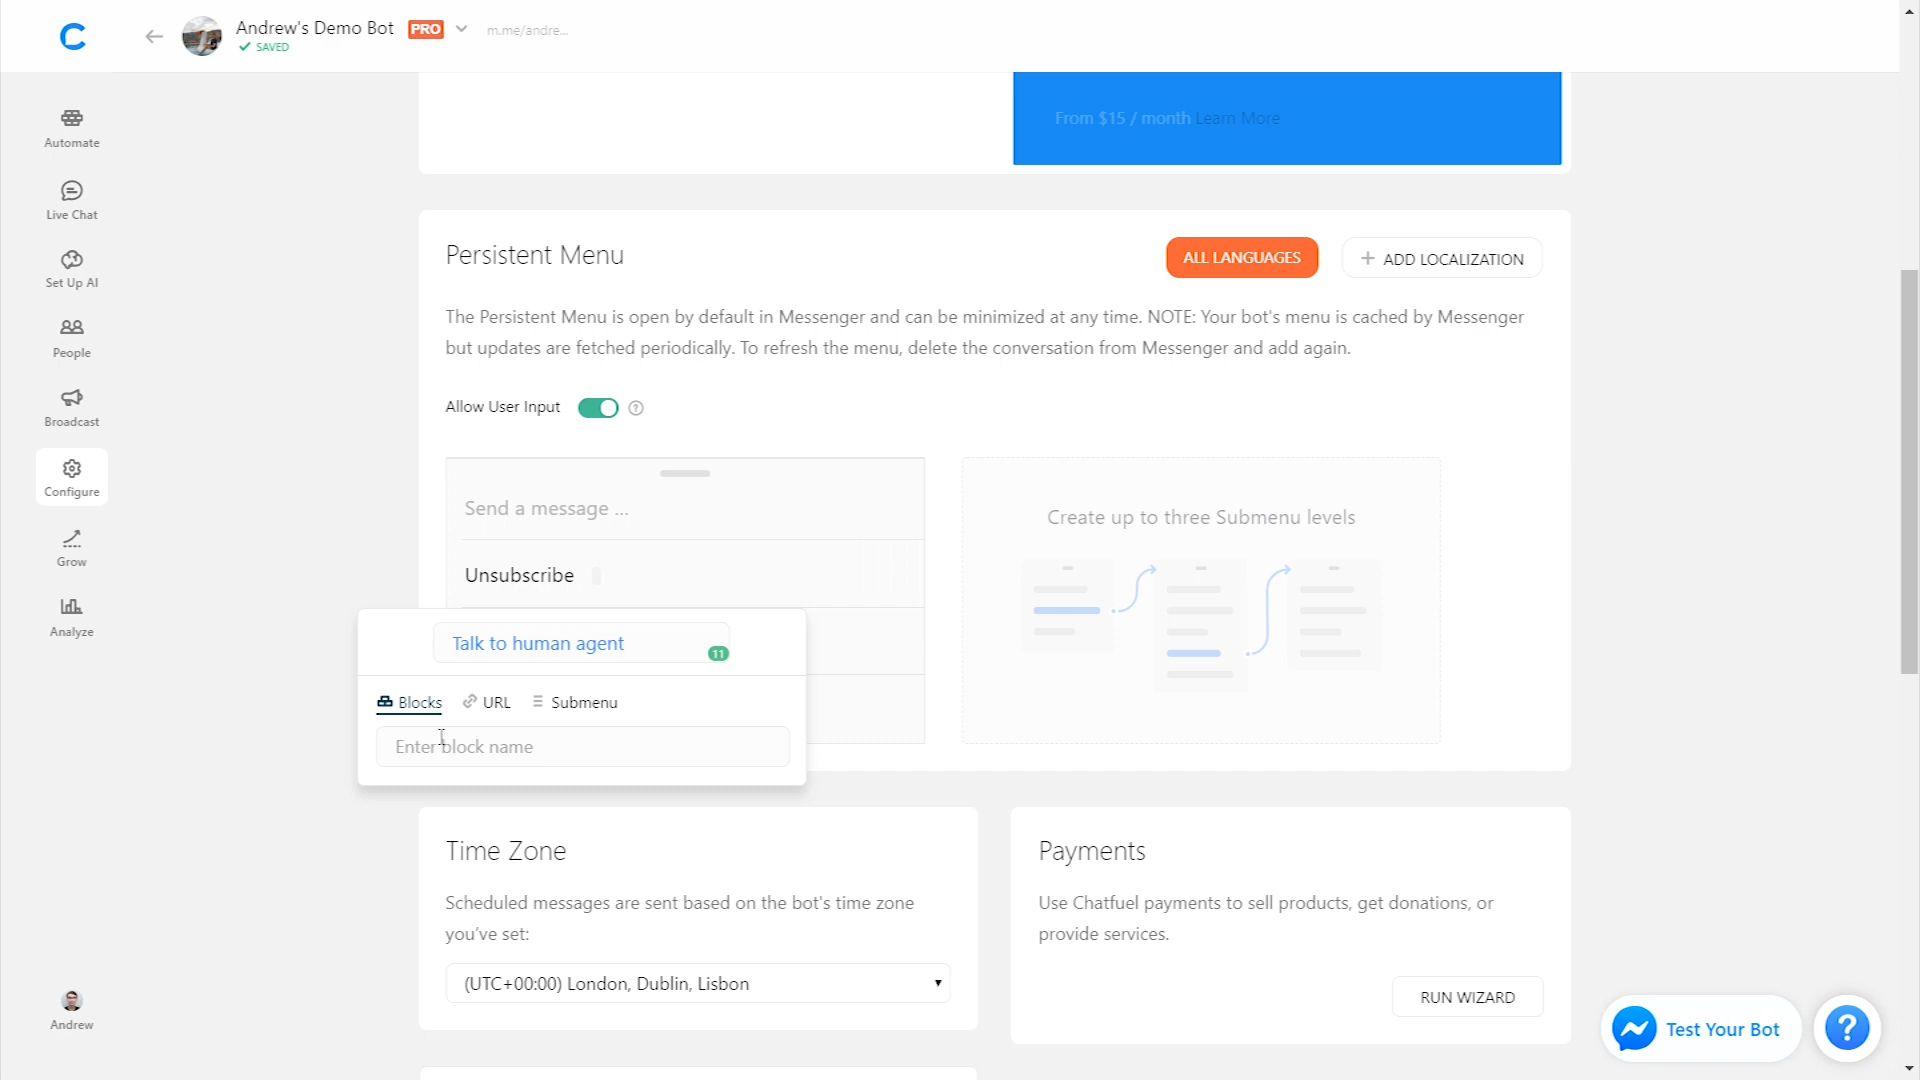 Andrew's Demo Bot PRO m.me/andre...
SAVED
Automate
Live Chat
Set Up AI
People
Broadcast
Configure
Grow
Analyze
Andrew
From $15 / month Learn More
Persistent Menu
ALL LANGUAGES
+ ADD LOCALIZATION
The Persistent Menu is open by default in Messenger and can be minimized at any time. NOTE: Your bot's menu is cached by Messenger
but updates are fetched periodically. To refresh the menu, delete the conversation from Messenger and add again.
Allow User Input ?
Send a message ...
Unsubscribe
Talk to human agent 11
Blocks URL Submenu
Enter block name
Create up to three Submenu levels
Time Zone
Scheduled messages are sent based on the bot's time zone
you've set:
(UTC+00:00) London, Dublin, Lisbon
Payments
Use Chatfuel payments to sell products, get donations, or
provide services.
RUN WIZARD
Test Your Bot
?